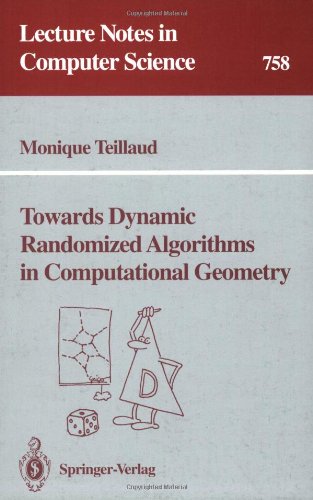 Lecture Notes in
Computer Science
758
Monique Teillaud
Towards Dynamic
Randomized Algorithms
in Computational Geometry
D
Springer-Verlag